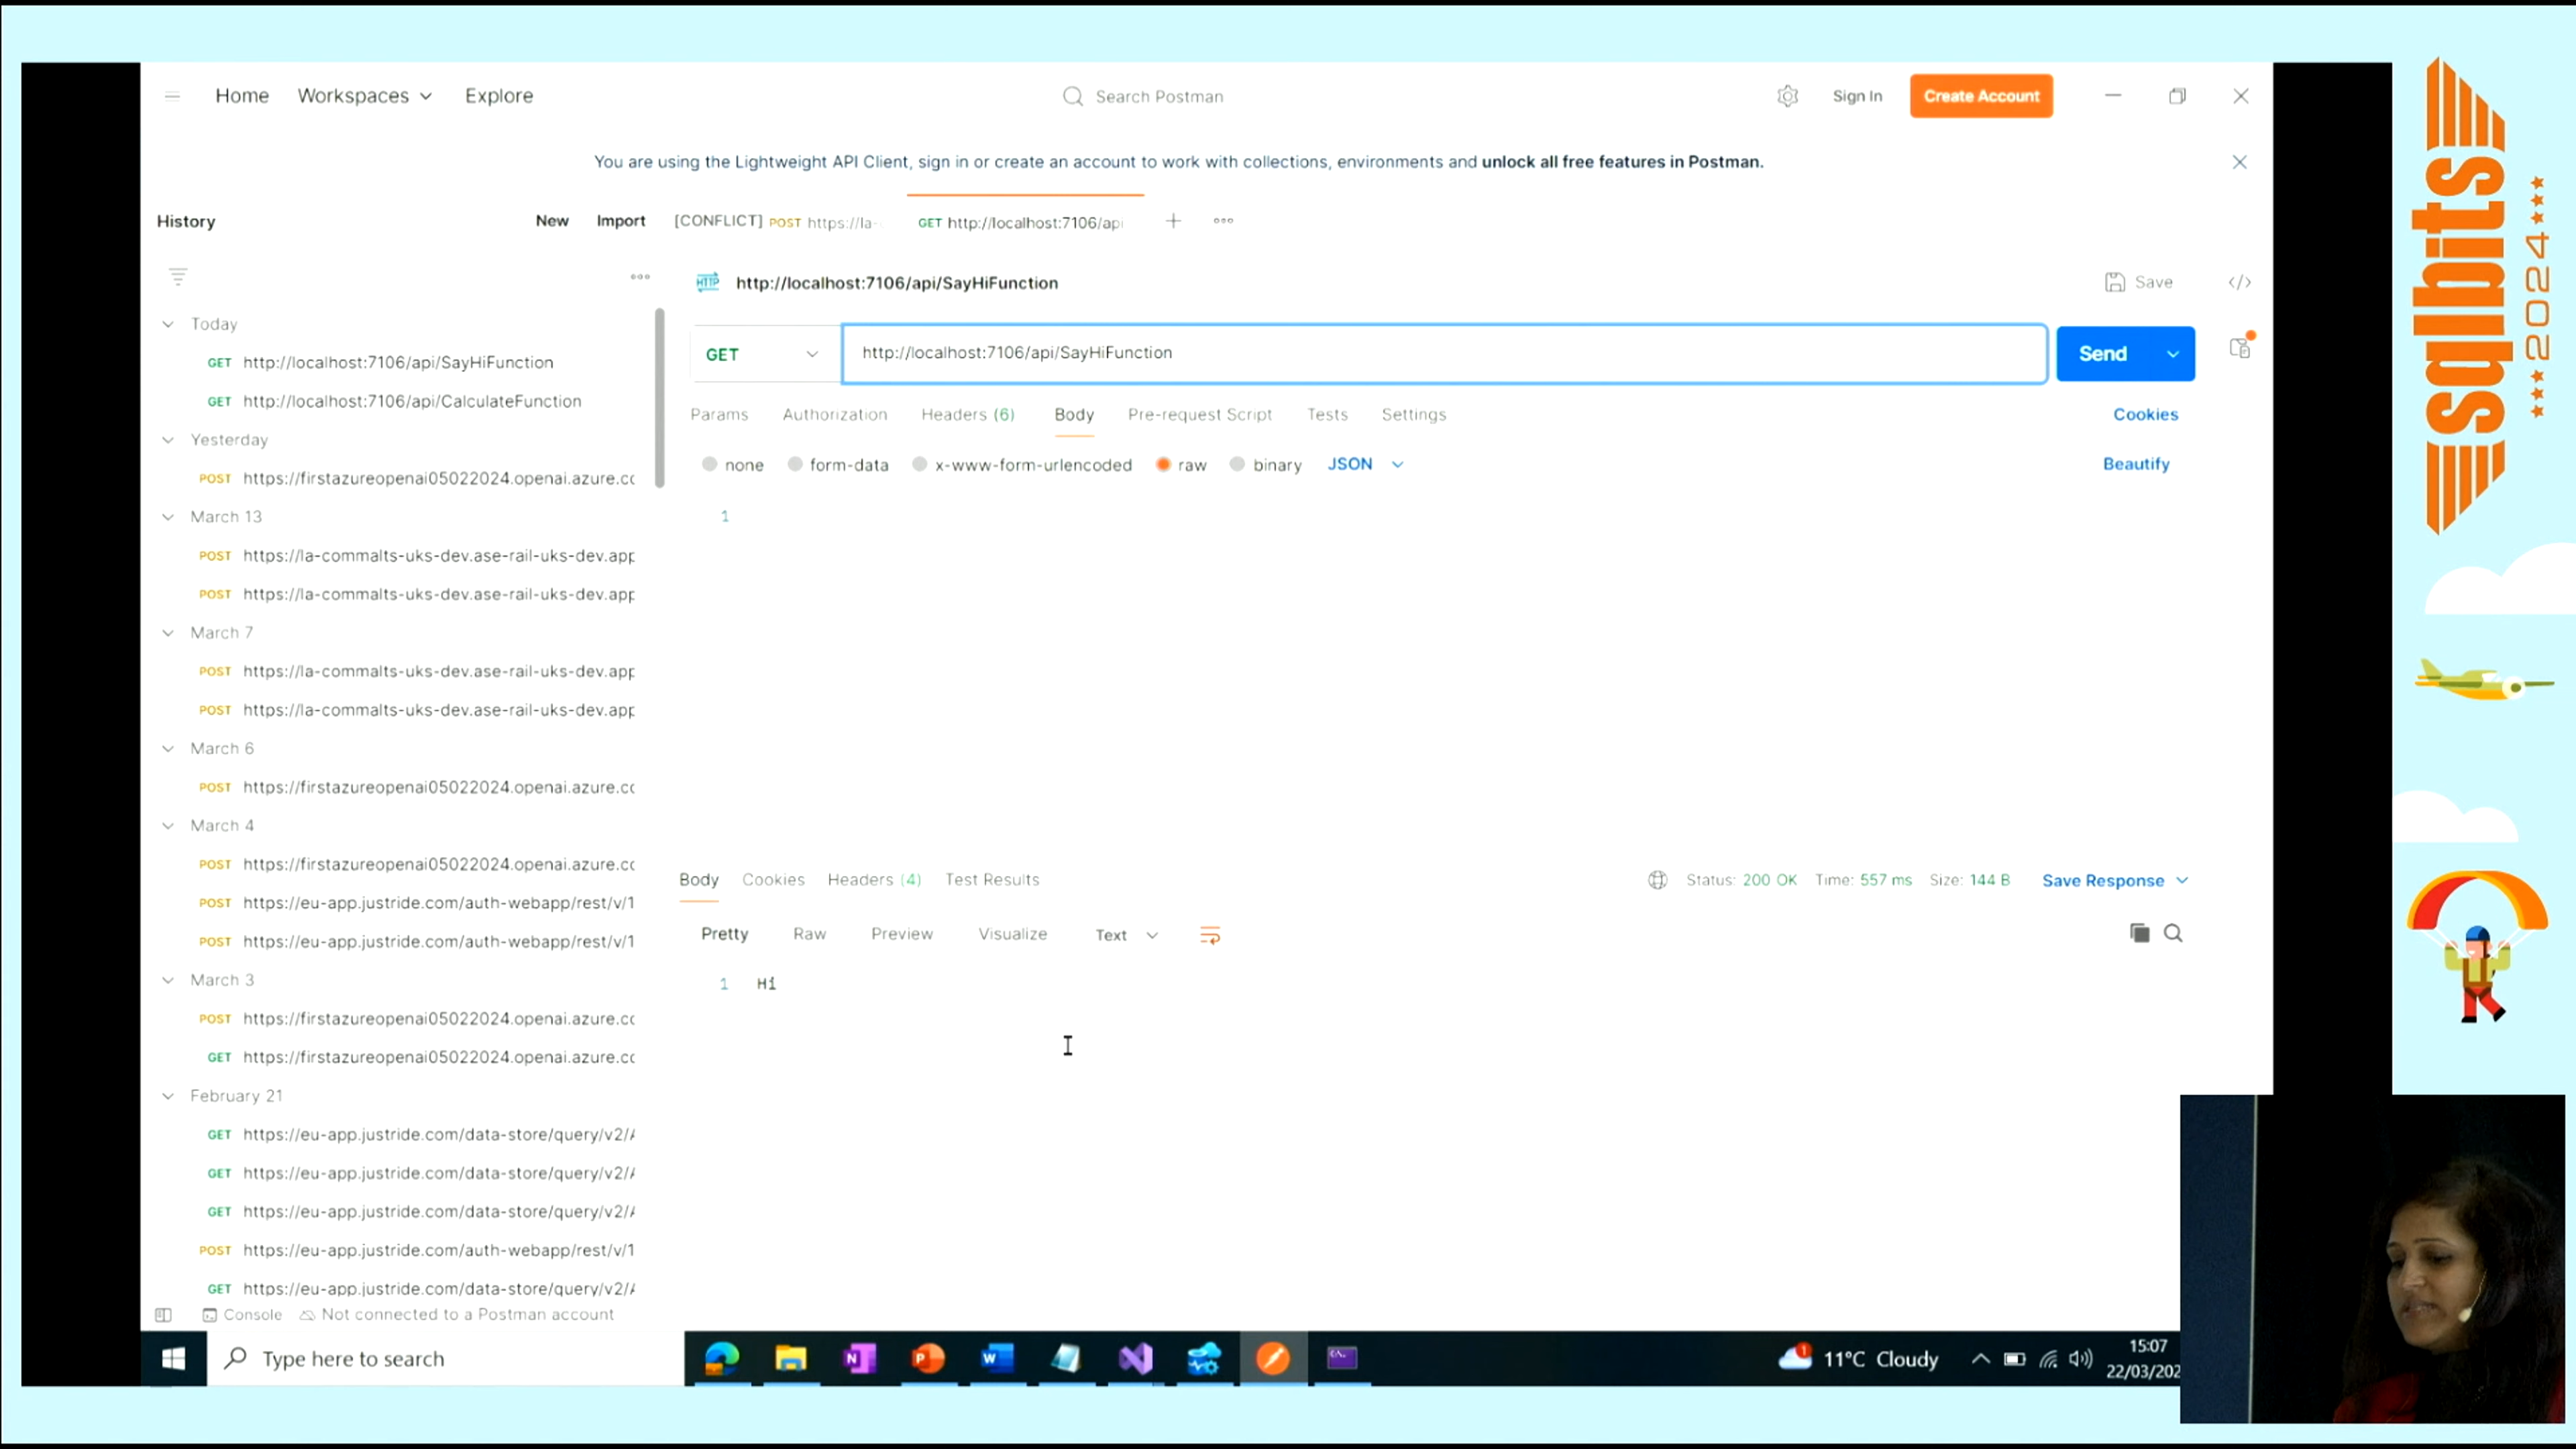 Home Workspaces Explore Search Postman Sign In Create Account
You are using the Lightweight API Client, sign in or create an account to work with collections, environments and unlock all free features in Postman.
History New Import [CONFLICT] POST https://la- GET http://localhost:7106/api
http://localhost:7106/api/SayHiFunction Save </>
GET http://localhost:7106/api/SayHiFunction Send
Params Authorization Headers (6) Body Pre-request Script Tests Settings Cookies
none form-data x-www-form-urlencoded raw binary JSON Beautify
1
Today
GET http://localhost:7106/api/SayHiFunction
GET http://localhost:7106/api/CalculateFunction
Yesterday
POST https://firstazureopenai05022024.openai.azure.cc
March 13
POST https://la-commalts-uks-dev.ase-rail-uks-dev.app
POST https://la-commalts-uks-dev.ase-rail-uks-dev.app
March 7
POST https://la-commalts-uks-dev.ase-rail-uks-dev.app
POST https://la-commalts-uks-dev.ase-rail-uks-dev.app
March 6
POST https://firstazureopenai05022024.openai.azure.cc
March 4
POST https://firstazureopenai05022024.openai.azure.cc
POST https://eu-app.justride.com/auth-webapp/rest/v/1
POST https://eu-app.justride.com/auth-webapp/rest/v/1
March 3
POST https://firstazureopenai05022024.openai.azure.cc
GET https://firstazureopenai05022024.openai.azure.cc
February 21
GET https://eu-app.justride.com/data-store/query/v2/
GET https://eu-app.justride.com/data-store/query/v2/
GET https://eu-app.justride.com/data-store/query/v2/
POST https://eu-app.justride.com/auth-webapp/rest/v/1
GET https://eu-app.justride.com/data-store/query/v2/
Console Not connected to a Postman account
Body Cookies Headers (4) Test Results Status: 200 OK Time: 557 ms Size: 144 B Save Response
Pretty Raw Preview Visualize Text
1 Hi
Type here to search
11°C Cloudy
15:07
22/03/202
sqlbits
2024